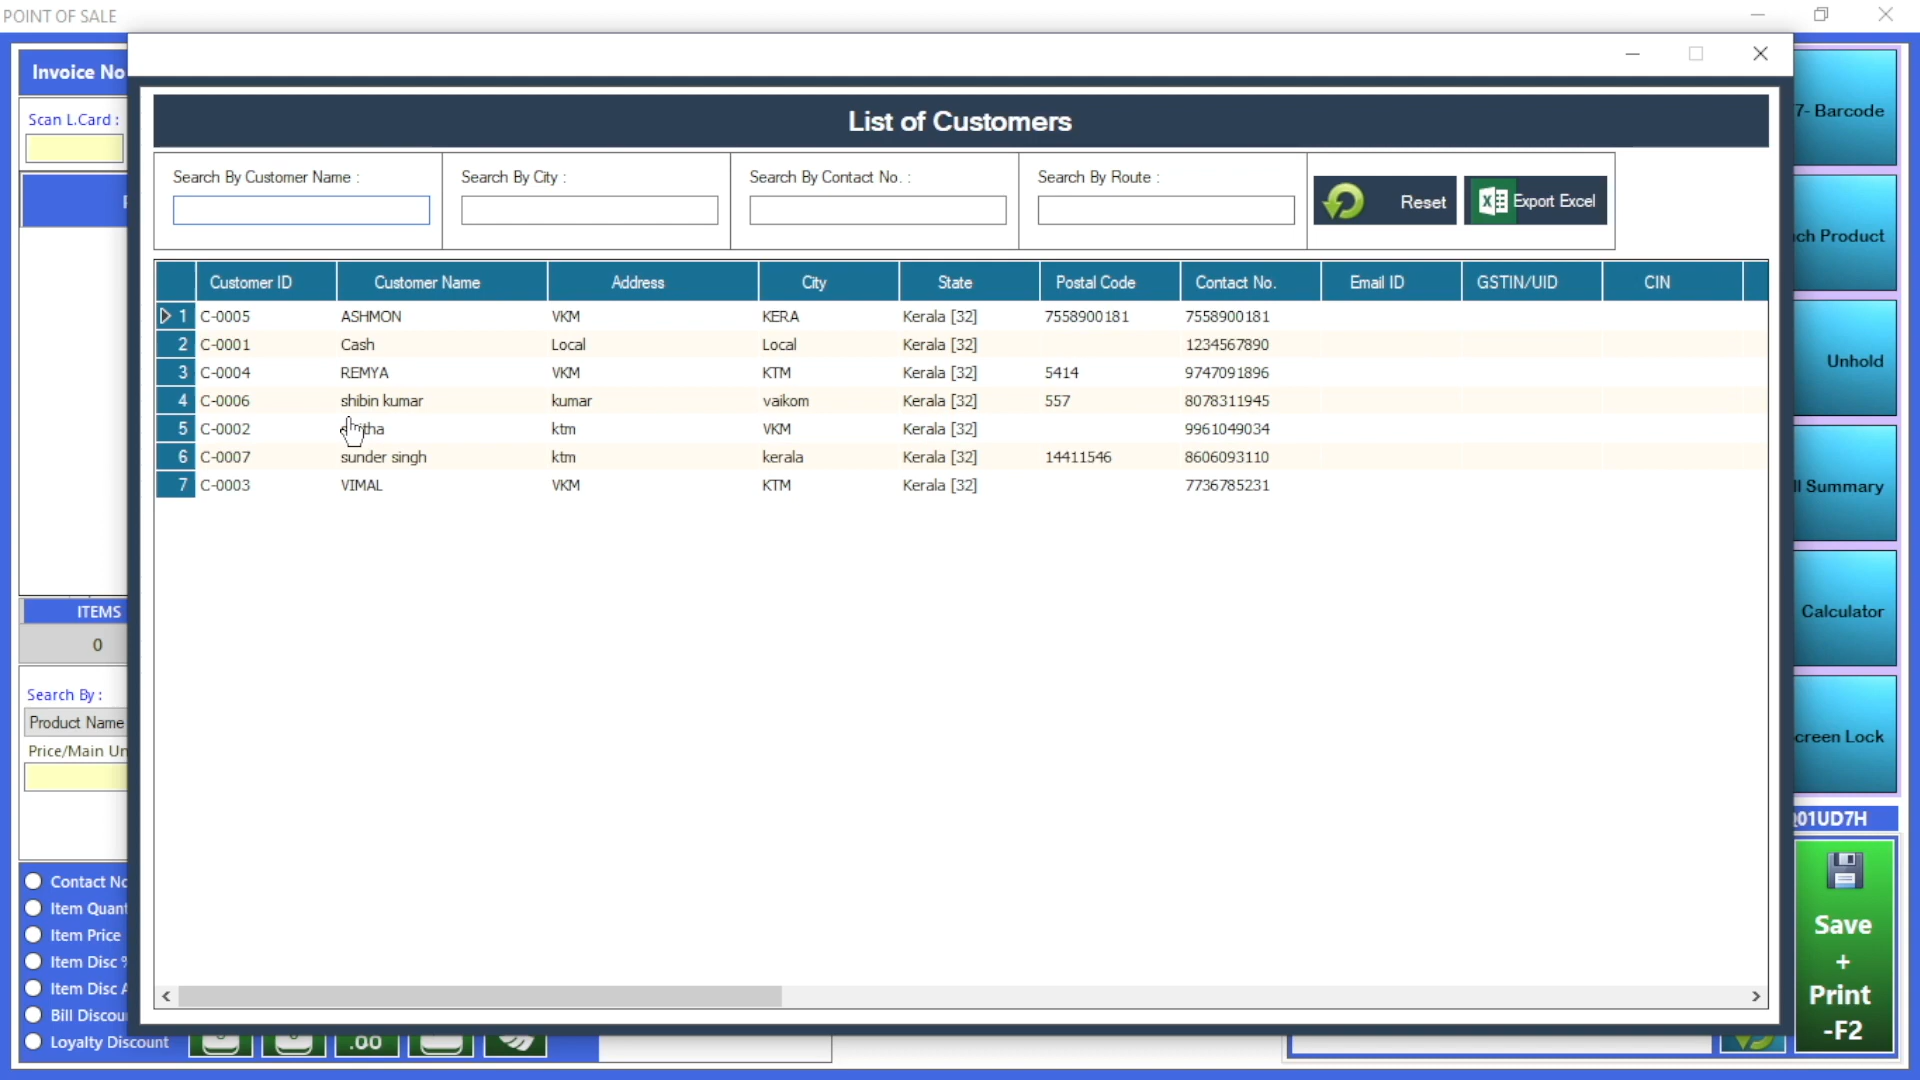 POINT OF SALE
Invoice No
Scan L.Card :
ITEMS
0
Search By :
Product Name
Price/Main
Contact
Item
Item Price
Item Disc
Item Disc
Bill
Loyalty Discount
.00
List of Customers
Search By Customer Name :
Search By City :
Search By Contact No. :
Search By Route :
Reset
Export Excel
Customer ID Customer Name Address City State Postal Code Contact No. Email ID GSTIN/UID CIN
1 C-0005 ASHMON VKM KERA Kerala [32] 7558900181 7558900181
2 C-0001 Cash Local Local Kerala [32] 1234567890
3 C-0004 REMYA VKM KTM Kerala [32] 5414 9747091896
4 C-0006 shibin kumar kumar vaikom Kerala [32] 557 8078311945
5 C-0002 ktm VKM Kerala [32] 9961049034
6 C-0007 sunder singh ktm kerala Kerala [32] 14411546 8606093110
7 C-0003 VIMAL VKM KTM Kerala [32] 7736785231
7- Barcode
Product
Unhold
Summary
Calculator
Lock
01UD7H
Save
+
Print
-F2